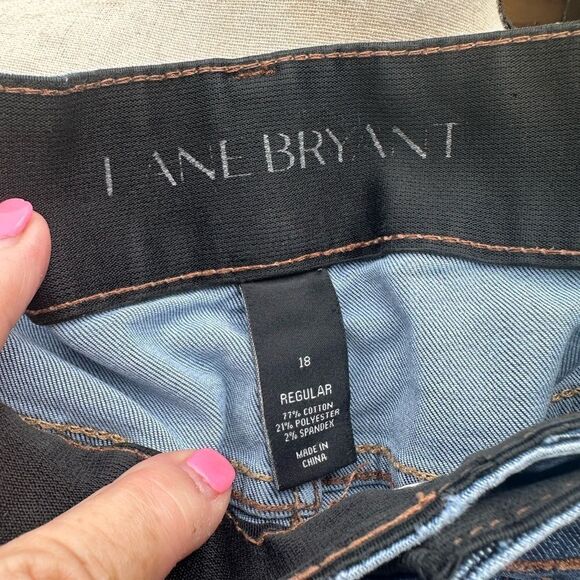 LANE BRYANT
18
REGULAR
77% COTTON
21% POLYESTER
2% SPANDEX
MADE IN
CHINA